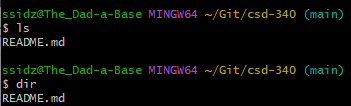 ssidz@The_Dad-a-Base MINGW64 ~/Git/csd-340 (main)
$ ls
README.md
ssidz@The_Dad-a-Base MINGW64 ~/Git/csd-340 (main)
$ dir
README.md